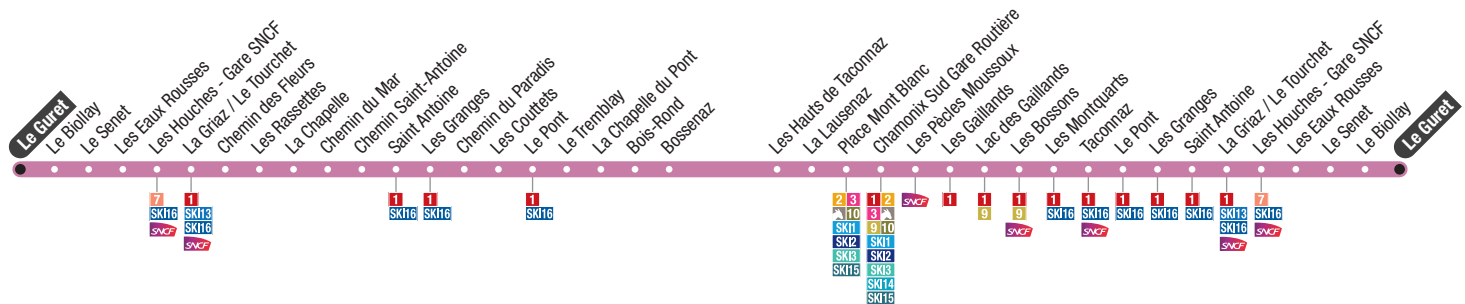 Le Guret
Le Biollay
Le Senet
Les Eaux Rousses
Les Houches - Gare SNCF
La Griaz / Le Tourchet
Chemin des Fleurs
Les Rassettes
La Chapelle
Chemin du Mar
Chemin Saint-Antoine
Saint Antoine
Les Granges
Chemin du Paradis
Les Couttets
Le Pont
Le Tremblay
La Chapelle du Pont
Bois-Rond
Bossenaz
Les Hauts de Taconnaz
La Lausenaz
Place Mont Blanc
Chamonix Sud Gare Routière
Les Pècles Moussoux
Les Gaillands
Lac des Gaillands
Les Bossons
Les Montquarts
Taconnaz
Le Pont
Les Granges
Saint Antoine
La Griaz / Le Tourchet
Les Houches - Gare SNCF
Les Eaux Rousses
Le Senet
Le Biollay
Le Guret
7
SKI16
SNCF
1
SKI13
SKI16
SNCF
1
SKI16
1
SKI16
1
SKI16
2 3
10
SKI1
SKI2
SKI3
SKI15
1 2
3
9 10
SKI1
SKI2
SKI3
SKI14
SKI15
SNCF
1
1
9
1
9
SNCF
1
SKI16
1
SKI16
SNCF
1
SKI16
1
SKI16
1
SKI16
1
SKI13
SKI16
SNCF
7
SKI16
SNCF